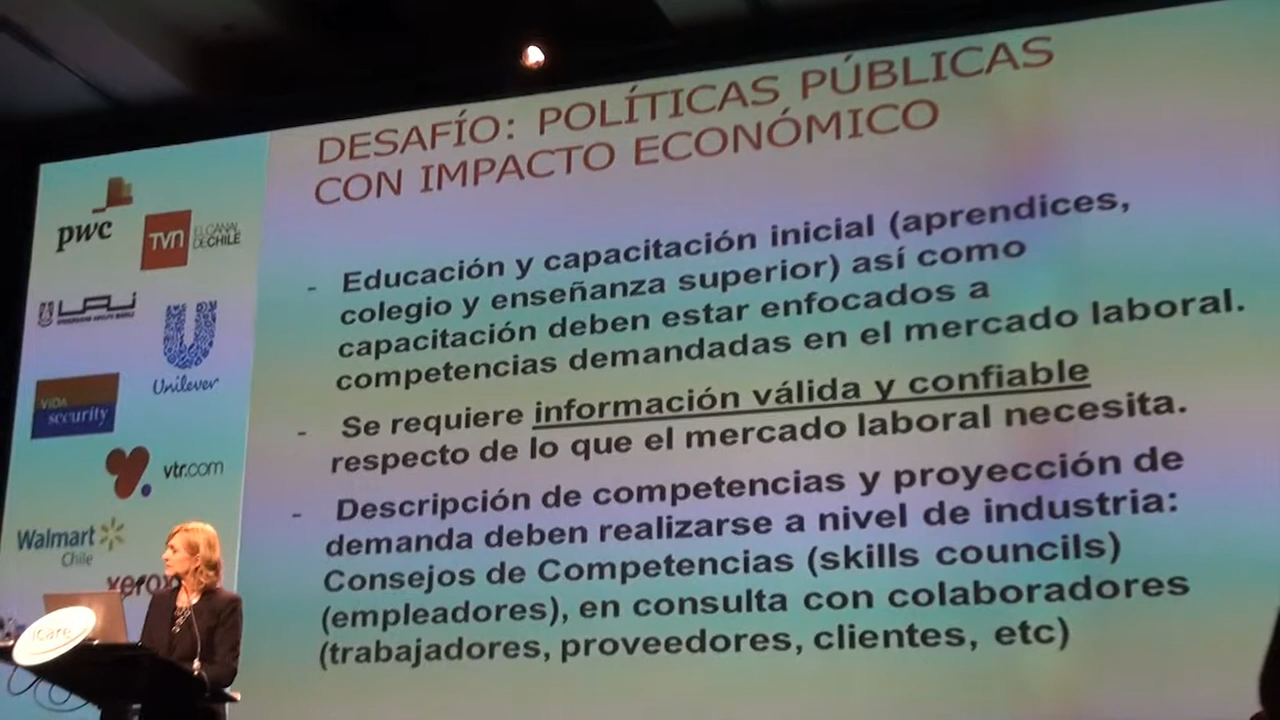 DESAFÍO: POLÍTICAS PÚBLICAS
CON IMPACTO ECONÓMICO
- Educación y capacitación inicial (aprendices,
colegio y enseñanza superior) así como
capacitación deben estar enfocados a
competencias demandadas en el mercado laboral.
- Se requiere información válida y confiable
respecto de lo que el mercado laboral necesita.
- Descripción de competencias y proyección de
demanda deben realizarse a nivel de industria:
Consejos de Competencias (skills councils)
(empleadores), en consulta con colaboradores
(trabajadores, proveedores, clientes, etc)
pwc
TVN
EL CANAL
DE CHILE
UAI
UNIVERSIDAD ADOLFO IBAÑEZ
Unilever
VIDA
security
vtr.com
Walmart
Chile
xerox
icare